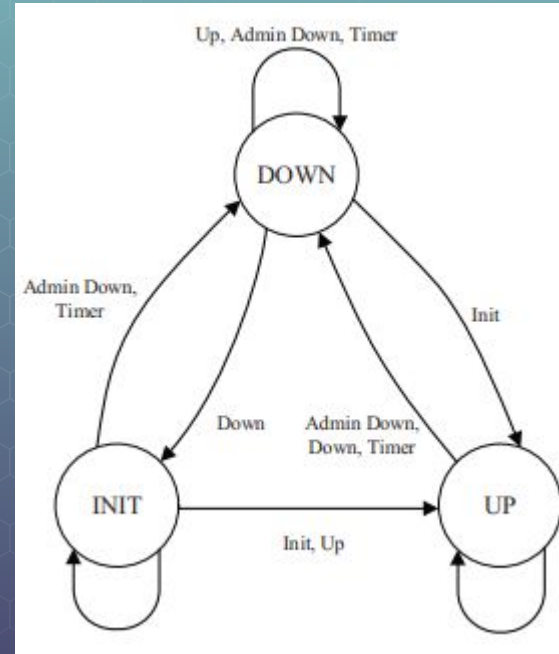 Up, Admin Down, Timer
DOWN
Admin Down,
Timer
Init
Down
Admin Down,
Down, Timer
INIT
UP
Init, Up